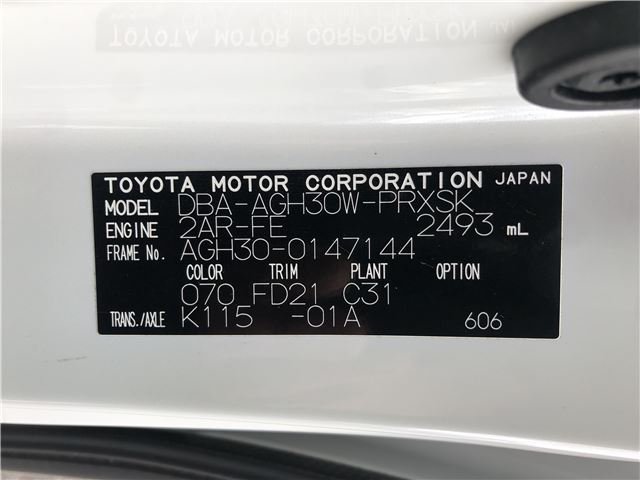 TOYOTA MOTOR CORPORATION JAPAN
MODEL DBA-AGH30W-PRXSK
ENGINE 2AR-FE 2493 mL
FRAME No. AGH30-0147144
COLOR TRIM PLANT OPTION
070 FD21 C31
TRANS./AXLE K115 -01A 606